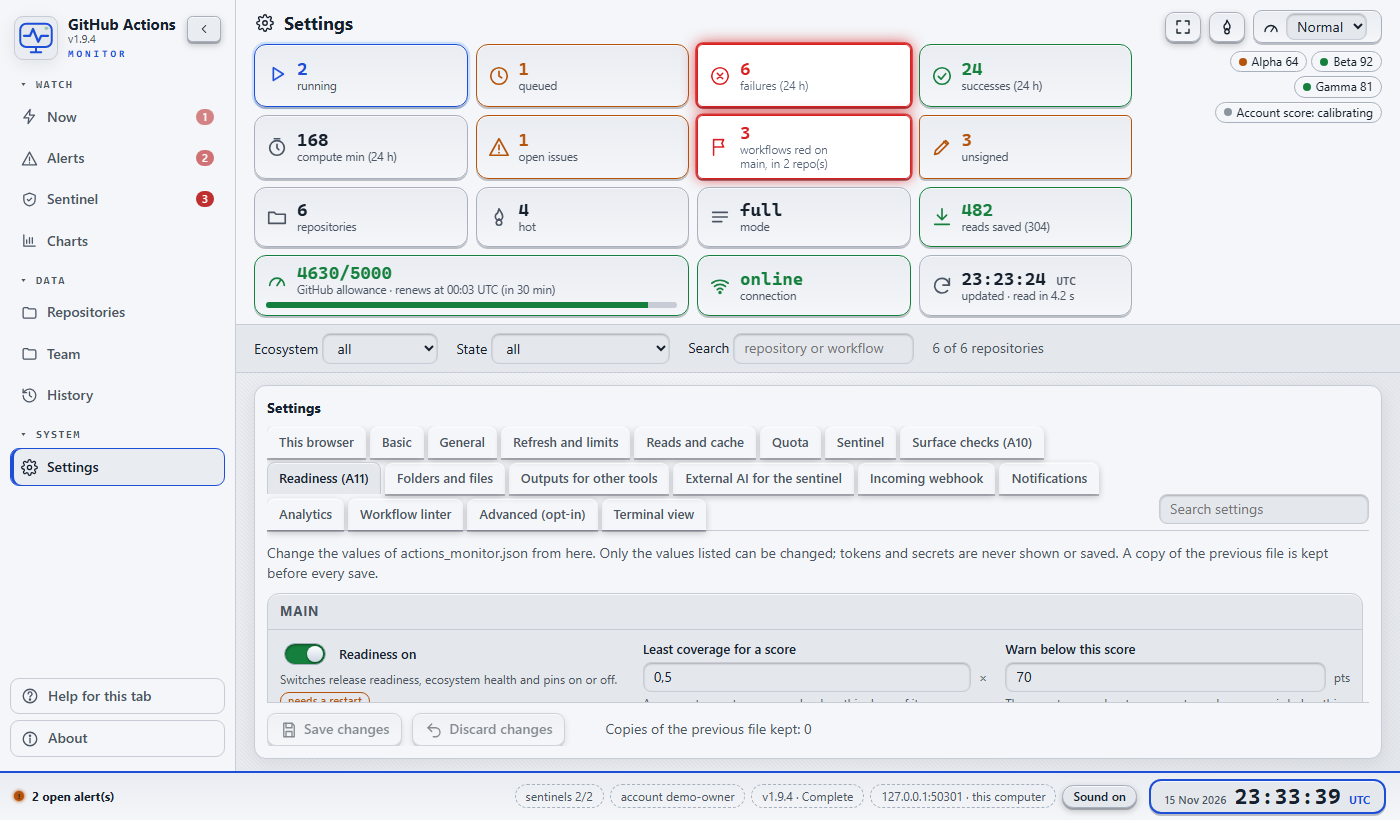 GitHub Actions
v1.9.4
MONITOR
WATCH
Now 1
Alerts 2
Sentinel 3
Charts
DATA
Repositories
Team
History
SYSTEM
Settings
Help for this tab
About
Settings
Normal
Alpha 64
Beta 92
Gamma 81
Account score: calibrating
2
running
1
queued
6
failures (24 h)
24
successes (24 h)
168
compute min (24 h)
1
open issues
3
workflows red on
main, in 2 repo(s)
3
unsigned
6
repositories
4
hot
full
mode
482
reads saved (304)
4630/5000
GitHub allowance · renews at 00:03 UTC (in 30 min)
online
connection
23:23:24 UTC
updated · read in 4.2 s
Ecosystem all State all Search repository or workflow 6 of 6 repositories
Settings
This browser Basic General Refresh and limits Reads and cache Quota Sentinel Surface checks (A10)
Readiness (A11) Folders and files Outputs for other tools External AI for the sentinel Incoming webhook Notifications
Analytics Workflow linter Advanced (opt-in) Terminal view Search settings
Change the values of actions_monitor.json from here. Only the values listed can be changed; tokens and secrets are never shown or saved. A copy of the previous file is kept
before every save.
MAIN
Readiness on
Switches release readiness, ecosystem health and pins on or off.
needs a restart
Least coverage for a score
0,5 ×
Warn below this score
70 pts
Save changes Discard changes Copies of the previous file kept: 0
2 open alert(s) sentinels 2/2 account demo-owner v1.9.4 · Complete 127.0.0.1:50301 · this computer Sound on 15 Nov 2026 23:33:39 UTC